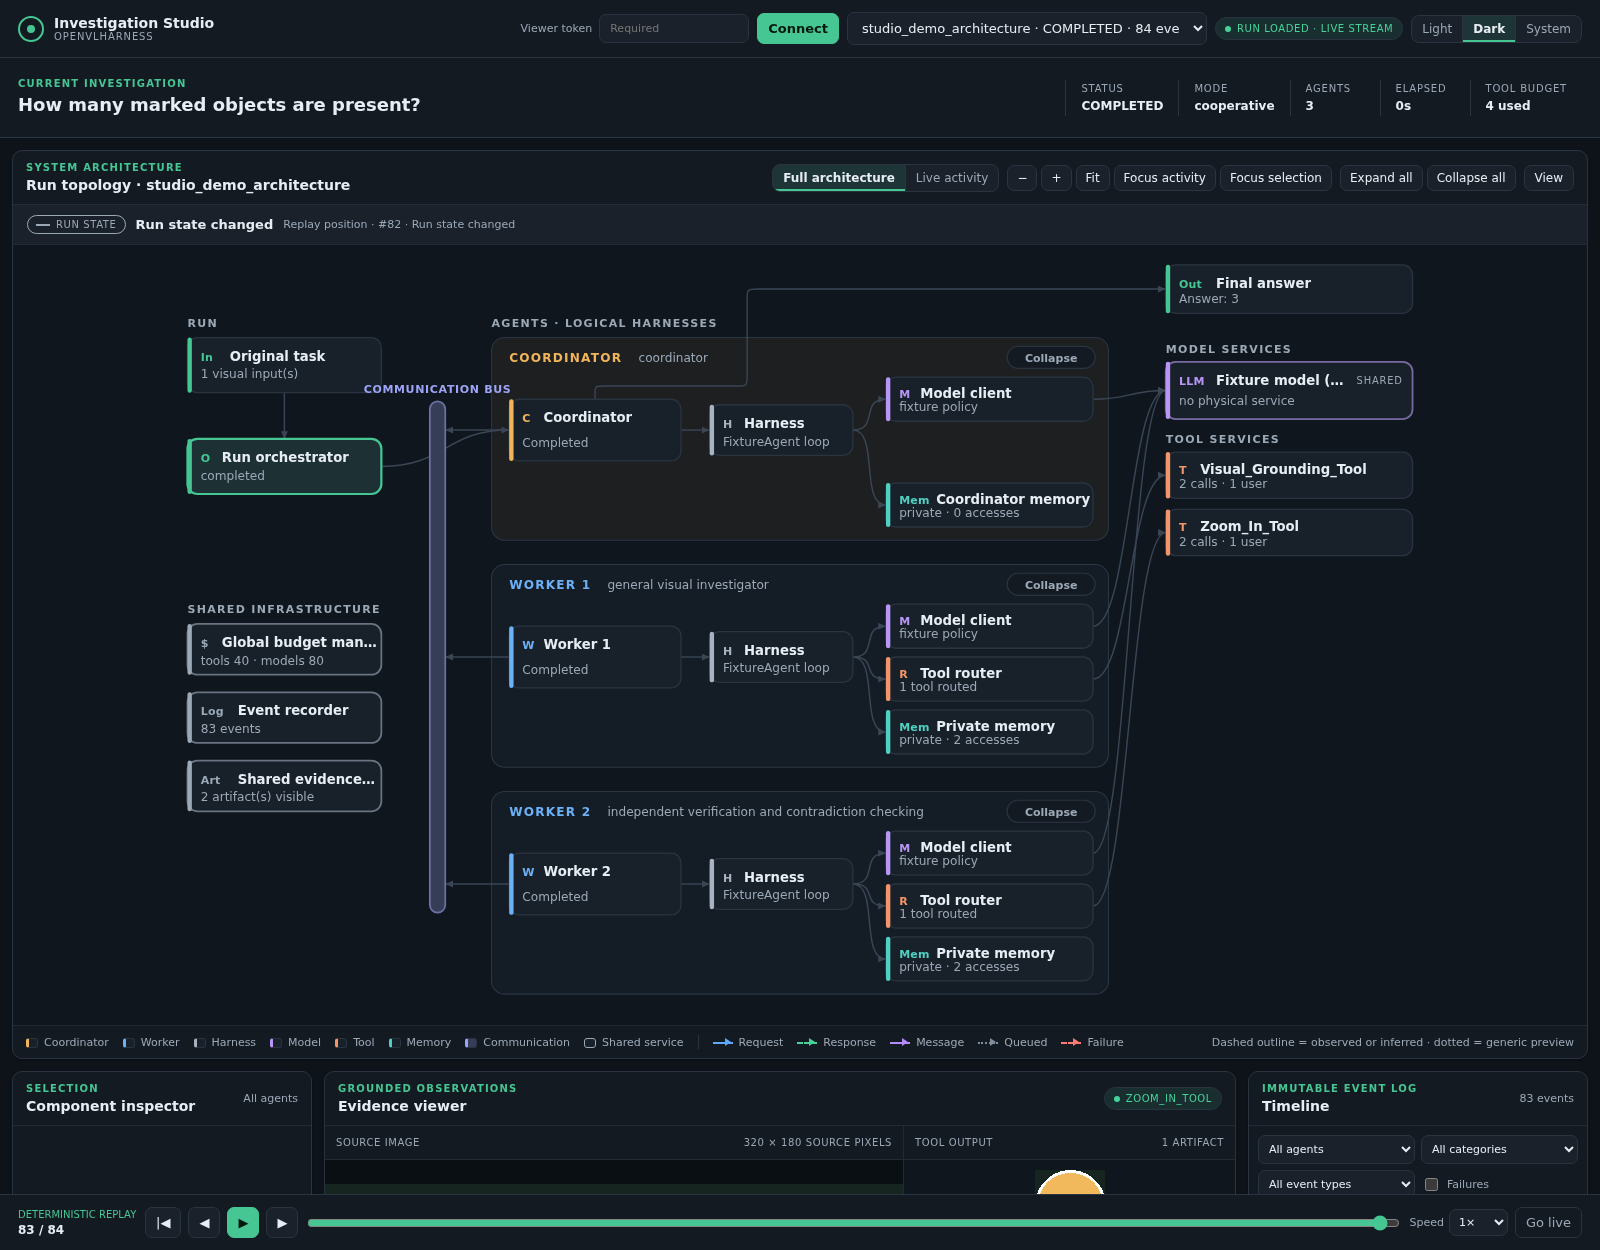 Investigation Studio
OPENVLHARNESS
Viewer token
Required
Connect
studio_demo_architecture · COMPLETED · 84 eve
RUN LOADED · LIVE STREAM
Light
Dark
System
CURRENT INVESTIGATION
How many marked objects are present?
STATUS
COMPLETED
MODE
cooperative
AGENTS
3
ELAPSED
0s
TOOL BUDGET
4 used
SYSTEM ARCHITECTURE
Run topology · studio_demo_architecture
Full architecture
Live activity
−
+
Fit
Focus activity
Focus selection
Expand all
Collapse all
View
RUN STATE
Run state changed
Replay position · #82 · Run state changed
RUN
In Original task
1 visual input(s)
COMMUNICATION BUS
O Run orchestrator
completed
SHARED INFRASTRUCTURE
$ Global budget man…
tools 40 · models 80
Log Event recorder
83 events
Art Shared evidence…
2 artifact(s) visible
AGENTS · LOGICAL HARNESSES
COORDINATOR coordinator
Collapse
C Coordinator
Completed
H Harness
FixtureAgent loop
M Model client
fixture policy
Mem Coordinator memory
private · 0 accesses
WORKER 1 general visual investigator
Collapse
W Worker 1
Completed
H Harness
FixtureAgent loop
M Model client
fixture policy
R Tool router
1 tool routed
Mem Private memory
private · 2 accesses
WORKER 2 independent verification and contradiction checking
Collapse
W Worker 2
Completed
H Harness
FixtureAgent loop
M Model client
fixture policy
R Tool router
1 tool routed
Mem Private memory
private · 2 accesses
Out Final answer
Answer: 3
MODEL SERVICES
LLM Fixture model (… SHARED
no physical service
TOOL SERVICES
T Visual_Grounding_Tool
2 calls · 1 user
T Zoom_In_Tool
2 calls · 1 user
Coordinator Worker Harness Model Tool Memory Communication Shared service Request Response Message Queued Failure
Dashed outline = observed or inferred · dotted = generic preview
SELECTION
Component inspector
All agents
GROUNDED OBSERVATIONS
Evidence viewer
ZOOM_IN_TOOL
SOURCE IMAGE
320 × 180 SOURCE PIXELS
TOOL OUTPUT
1 ARTIFACT
IMMUTABLE EVENT LOG
Timeline
83 events
All agents
All categories
All event types
Failures
DETERMINISTIC REPLAY
83 / 84
Speed
1×
Go live